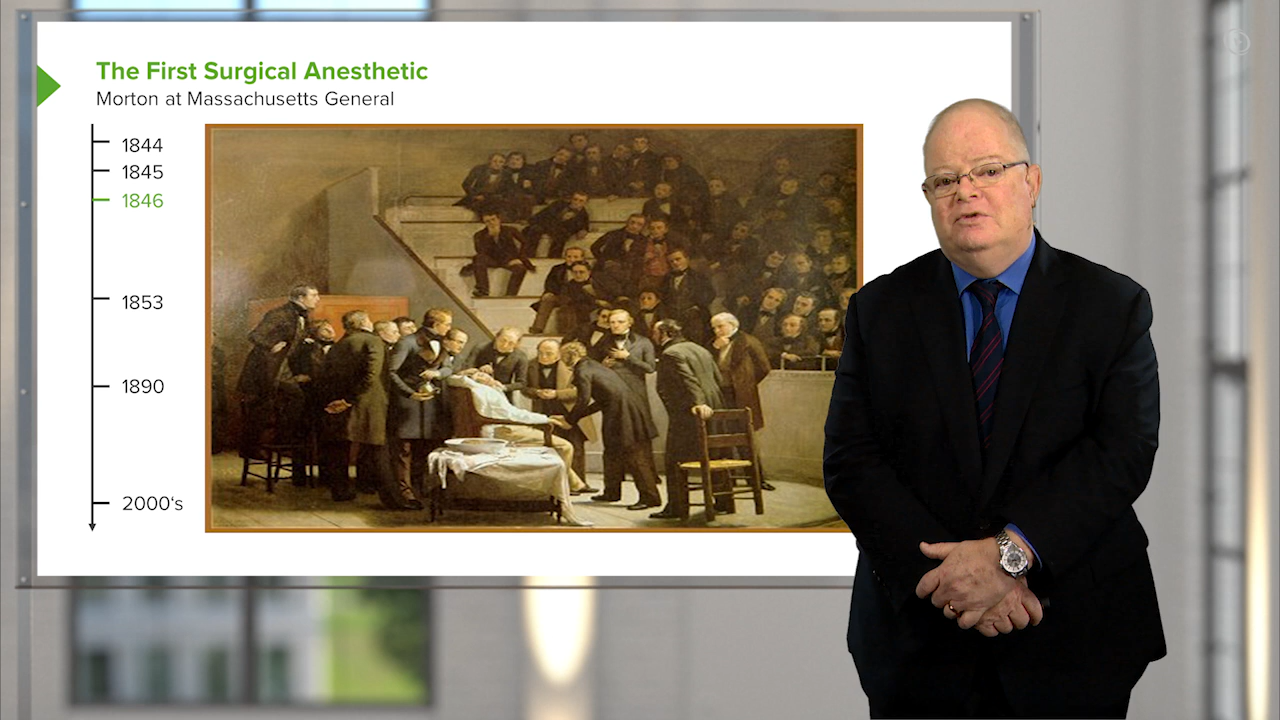 The First Surgical Anesthetic
Morton at Massachusetts General
1844
1845
1846
1853
1890
2000‘s